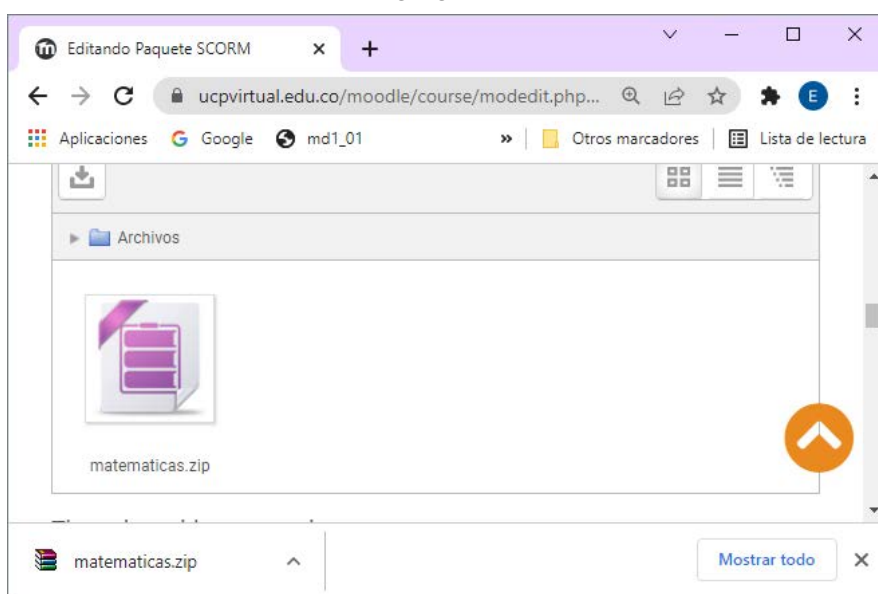 Editando Paquete SCORM
ucpvirtual.edu.co/moodle/course/modedit.php...
E
Aplicaciones Google md1_01 » Otros marcadores Lista de lectura
Archivos
matematicas.zip
matematicas.zip Mostrar todo